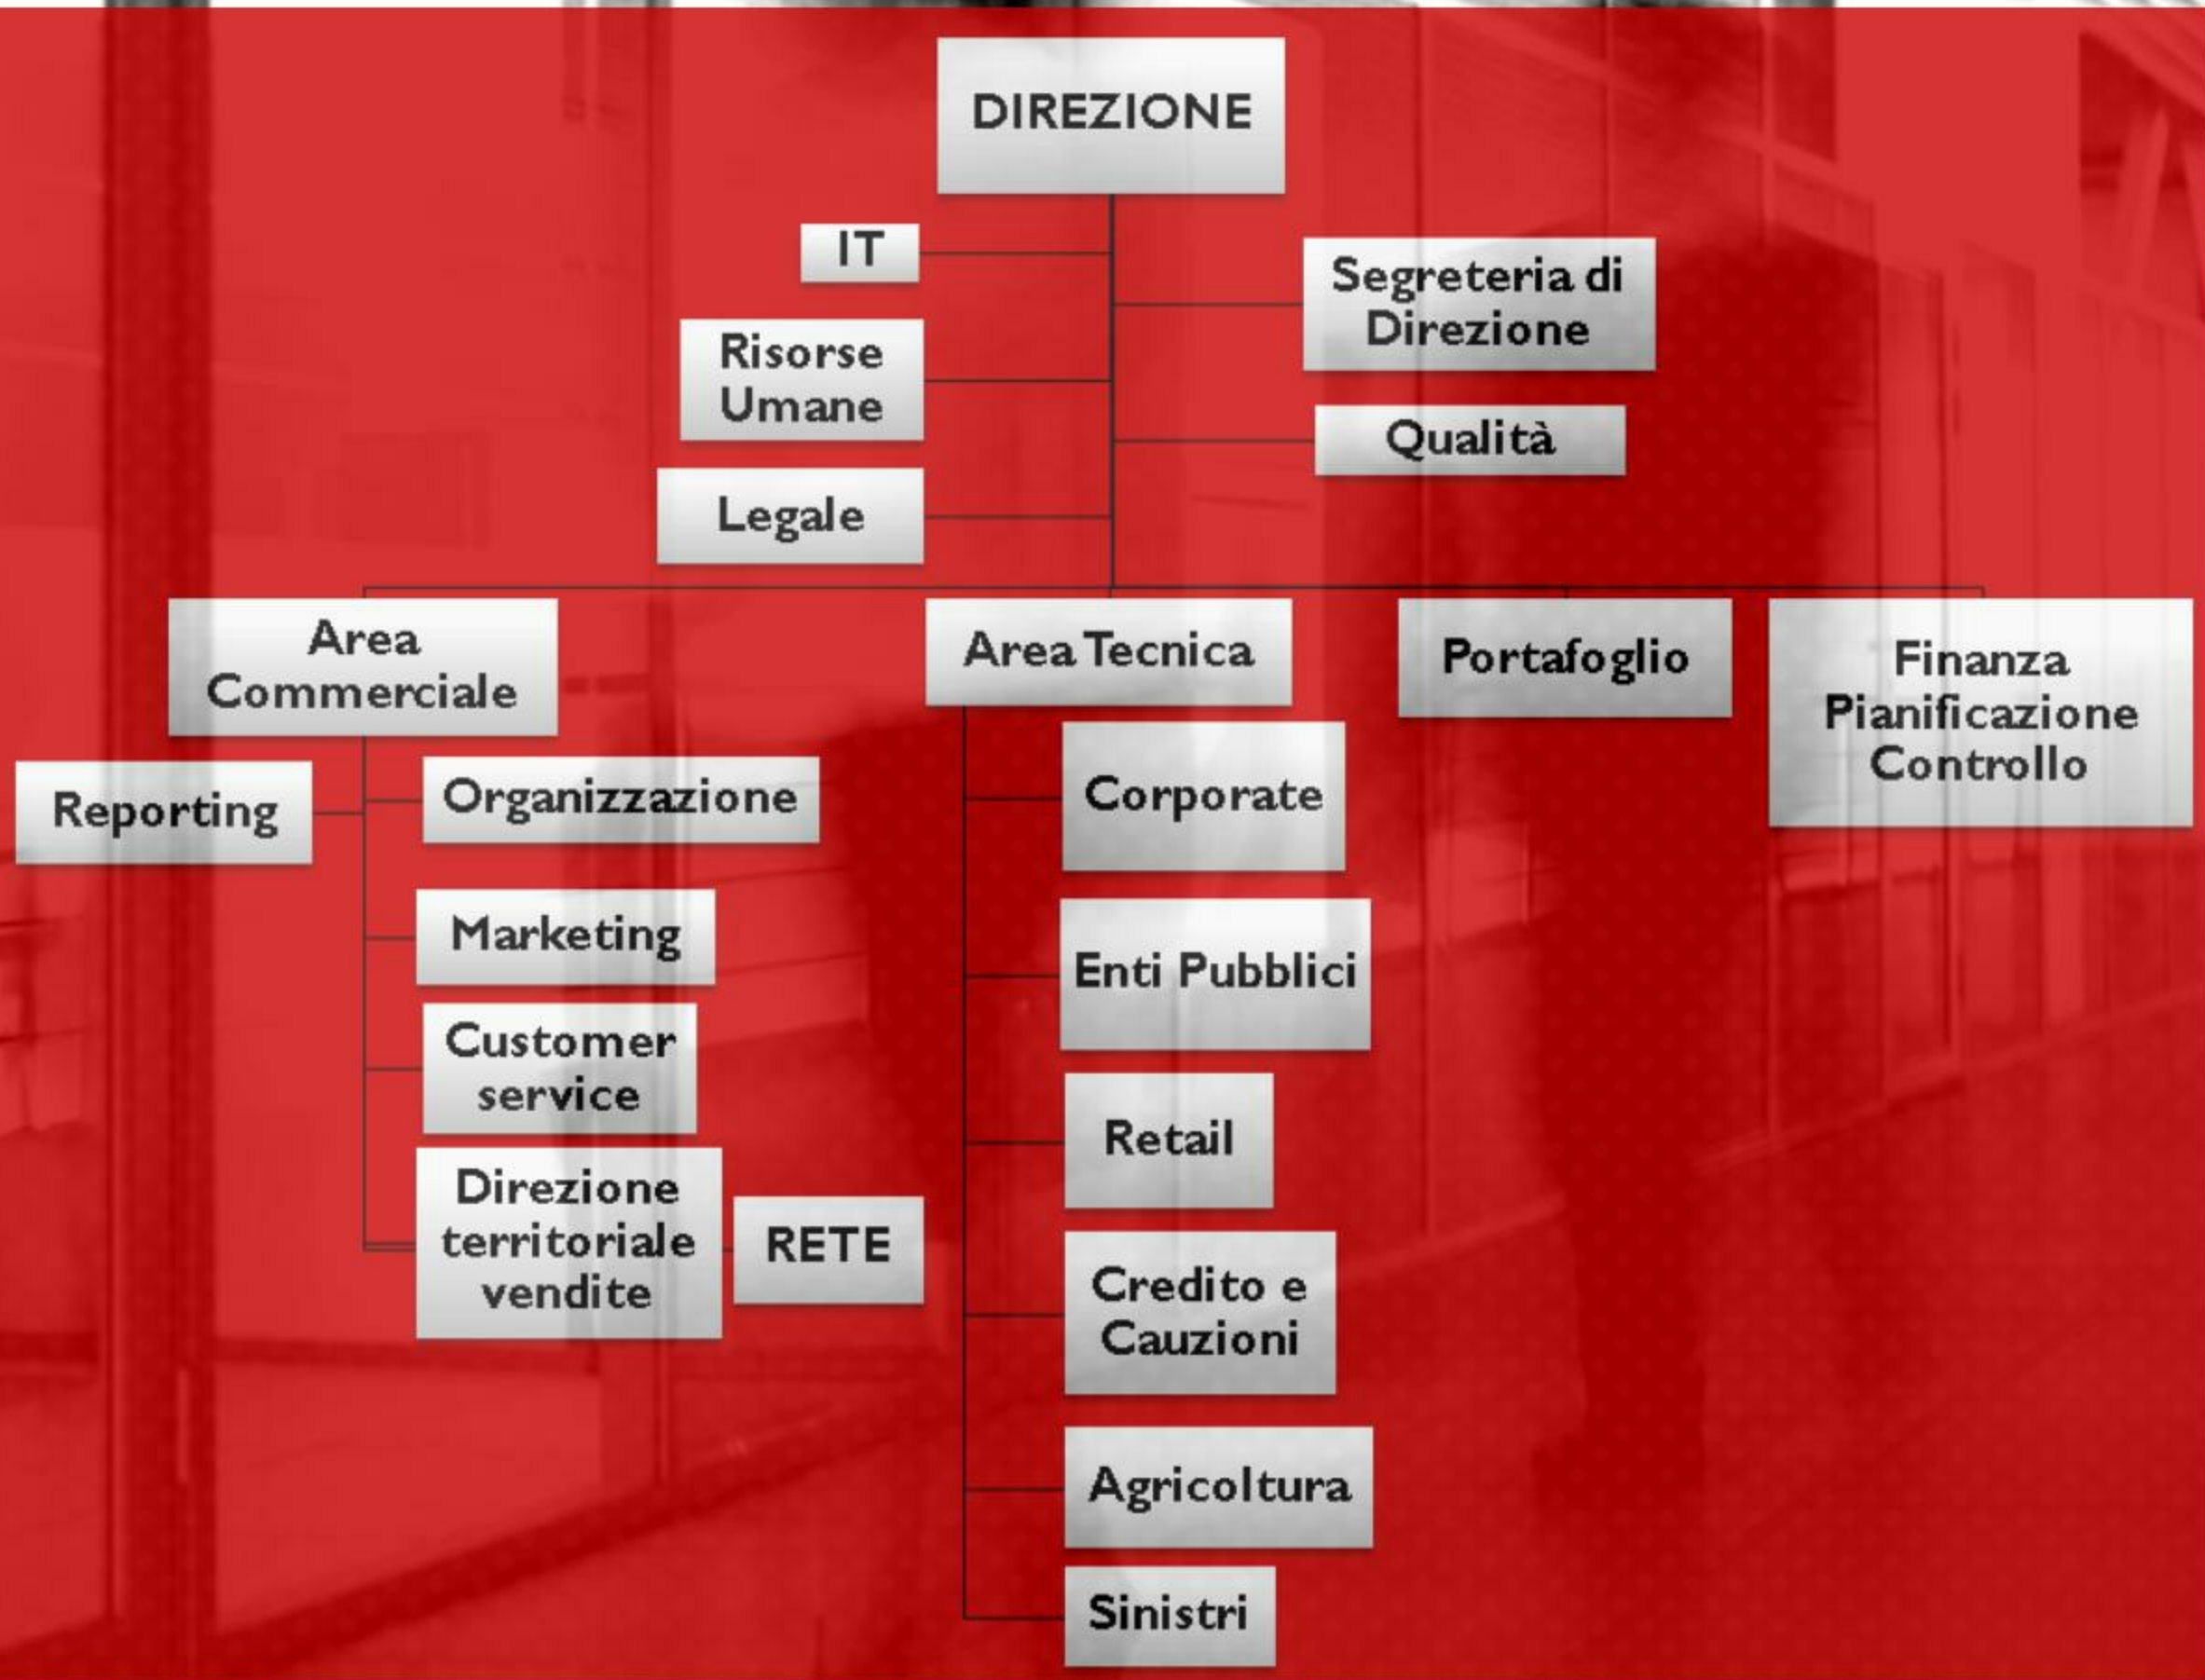 DIREZIONE
IT
Segreteria di
Direzione
Risorse
Umane
Qualità
Legale
Area
Commerciale
Area Tecnica
Portafoglio
Finanza
Pianificazione
Controllo
Reporting
Organizzazione
Marketing
Customer
service
Direzione
territoriale
vendite
RETE
Corporate
Enti Pubblici
Retail
Credito e
Cauzioni
Agricoltura
Sinistri